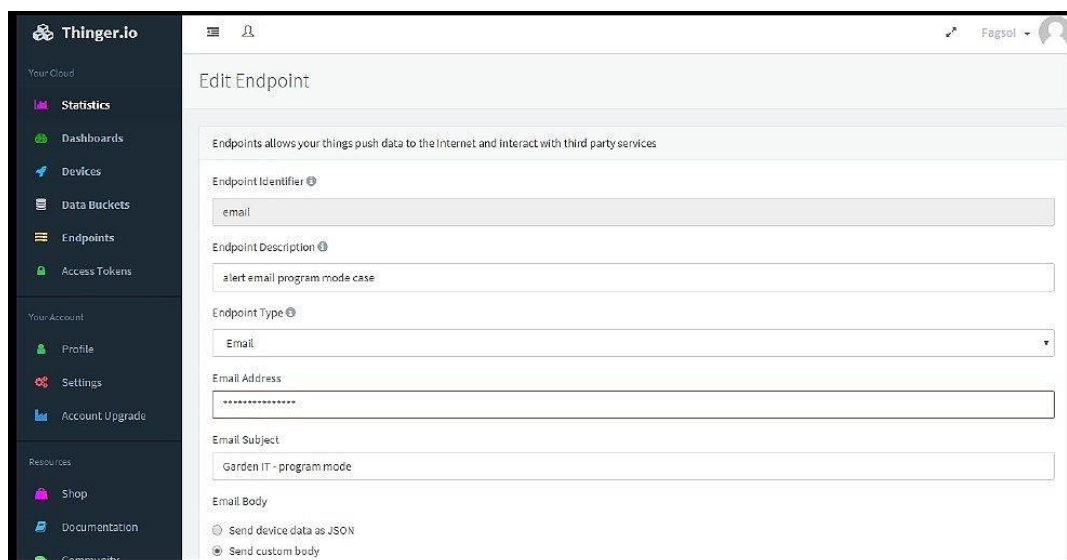 Thinger.io
Your Cloud
Statistics
Dashboards
Devices
Data Buckets
Endpoints
Access Tokens
Your Account
Profile
Settings
Account Upgrade
Resources
Shop
Documentation
Community
Fagsol
Edit Endpoint
Endpoints allows your things push data to the Internet and interact with third party services
Endpoint Identifier
email
Endpoint Description
alert email program mode case
Endpoint Type
Email
Email Address
***************
Email Subject
Garden IT - program mode
Email Body
Send device data as JSON
Send custom body